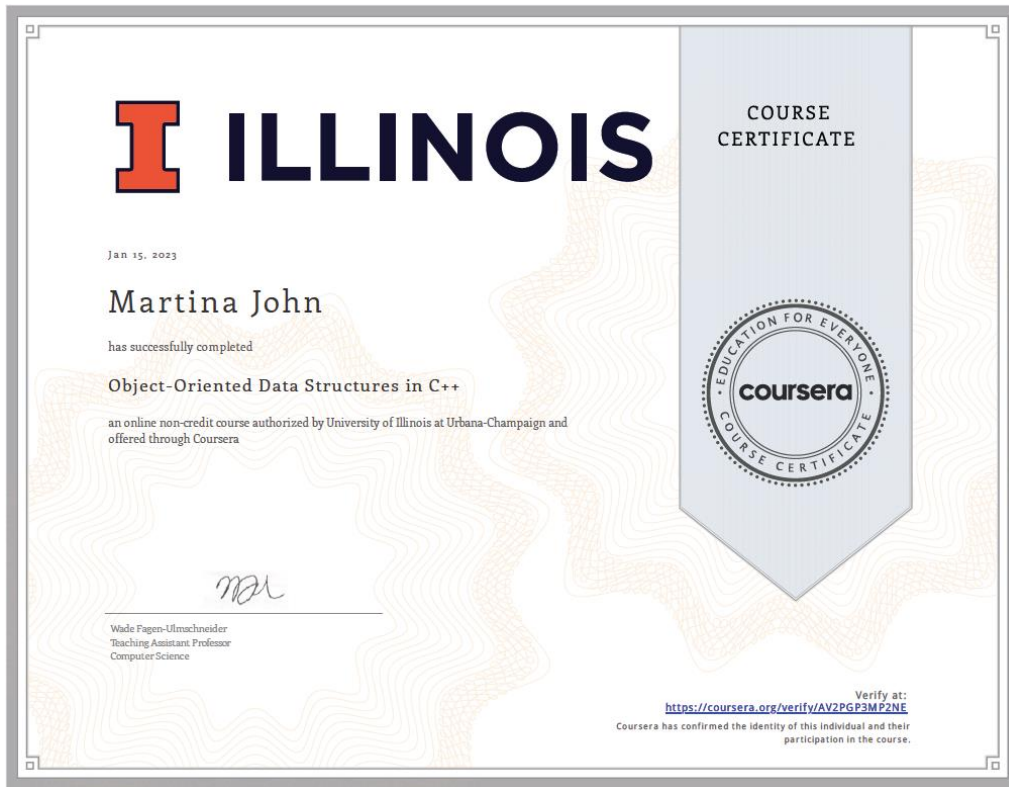 I ILLINOIS
COURSE
CERTIFICATE
Jan 15, 2023
Martina John
has successfully completed
Object-Oriented Data Structures in C++
an online non-credit course authorized by University of Illinois at Urbana-Champaign and
offered through Coursera
EDUCATION FOR EVERYONE
coursera
COURSE CERTIFICATE
Wade Fagen-Ulmschneider
Teaching Assistant Professor
Computer Science
Verify at:
https://coursera.org/verify/AV2PGP3MP2NE
Coursera has confirmed the identity of this individual and their
participation in the course.